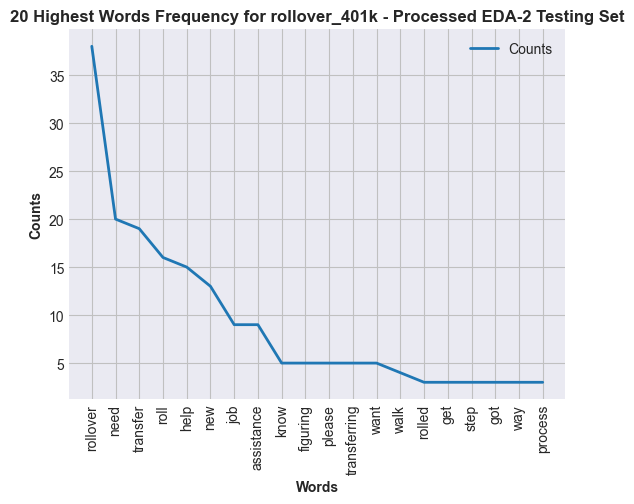 20 Highest Words Frequency for rollover_401k - Processed EDA-2 Testing Set
Counts
Counts
35
30
25
20
15
10
5
rollover
need
transfer
roll
help
new
job
assistance
know
figuring
please
transferring
want
walk
rolled
get
step
got
way
process
Words